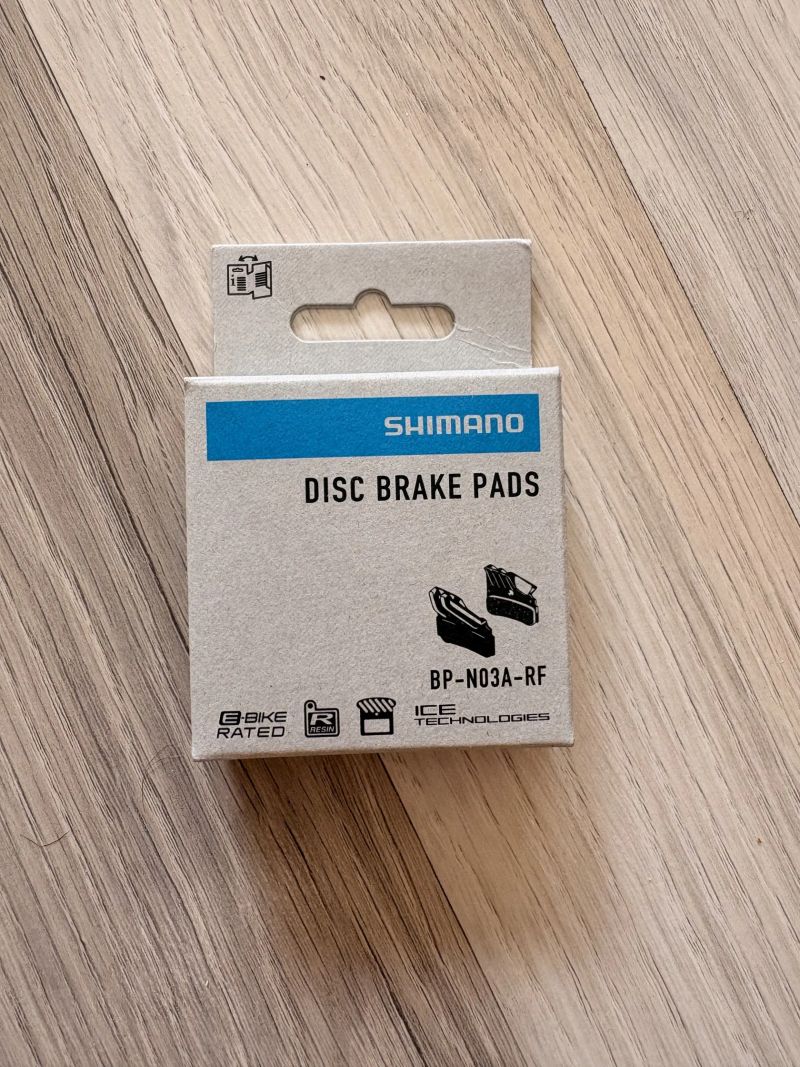 i
SHIMANO
DISC BRAKE PADS
BP-N03A-RF
E-BIKE RATED
R RESIN
ICE TECHNOLOGIES